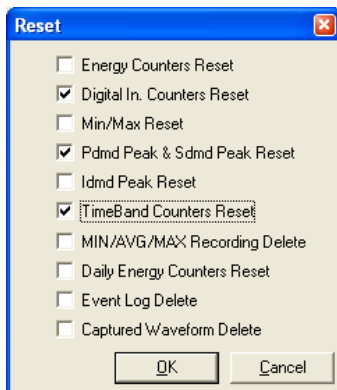 Reset
Energy Counters Reset
Digital In. Counters Reset
Min/Max Reset
Pdmd Peak & Sdmd Peak Reset
Idmd Peak Reset
TimeBand Counters Reset
MIN/AVG/MAX Recording Delete
Daily Energy Counters Reset
Event Log Delete
Captured Waveform Delete
OK Cancel